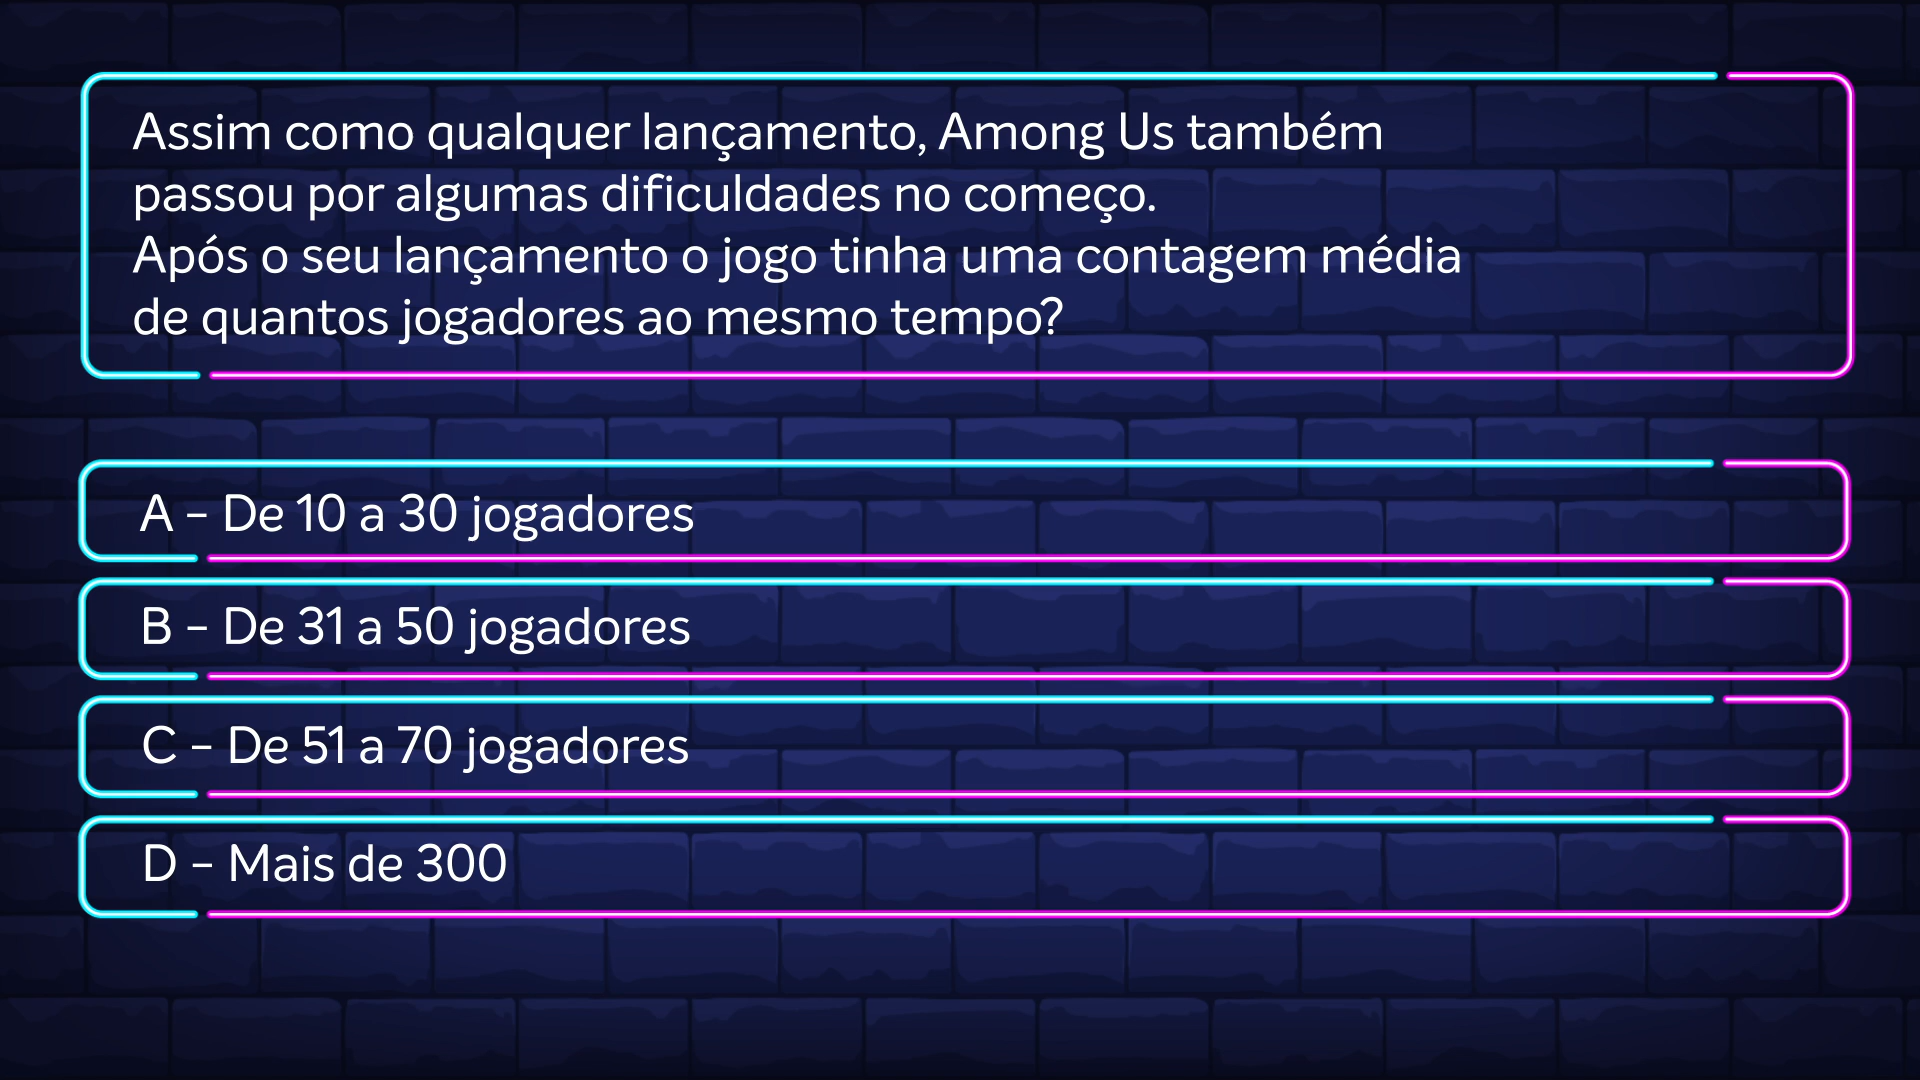 Assim como qualquer lançamento, Among Us também
passou por algumas dificuldades no começo.
Após o seu lançamento o jogo tinha uma contagem média
de quantos jogadores ao mesmo tempo?
A – De 10 a 30 jogadores
B – De 31 a 50 jogadores
C – De 51 a 70 jogadores
D – Mais de 300